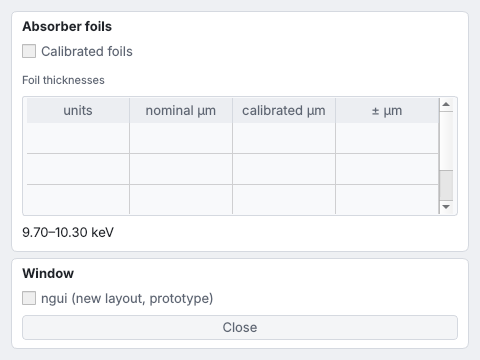 Absorber foils
Calibrated foils
Foil thicknesses
units nominal µm calibrated µm ± µm
9.70–10.30 keV
Window
ngui (new layout, prototype)
Close